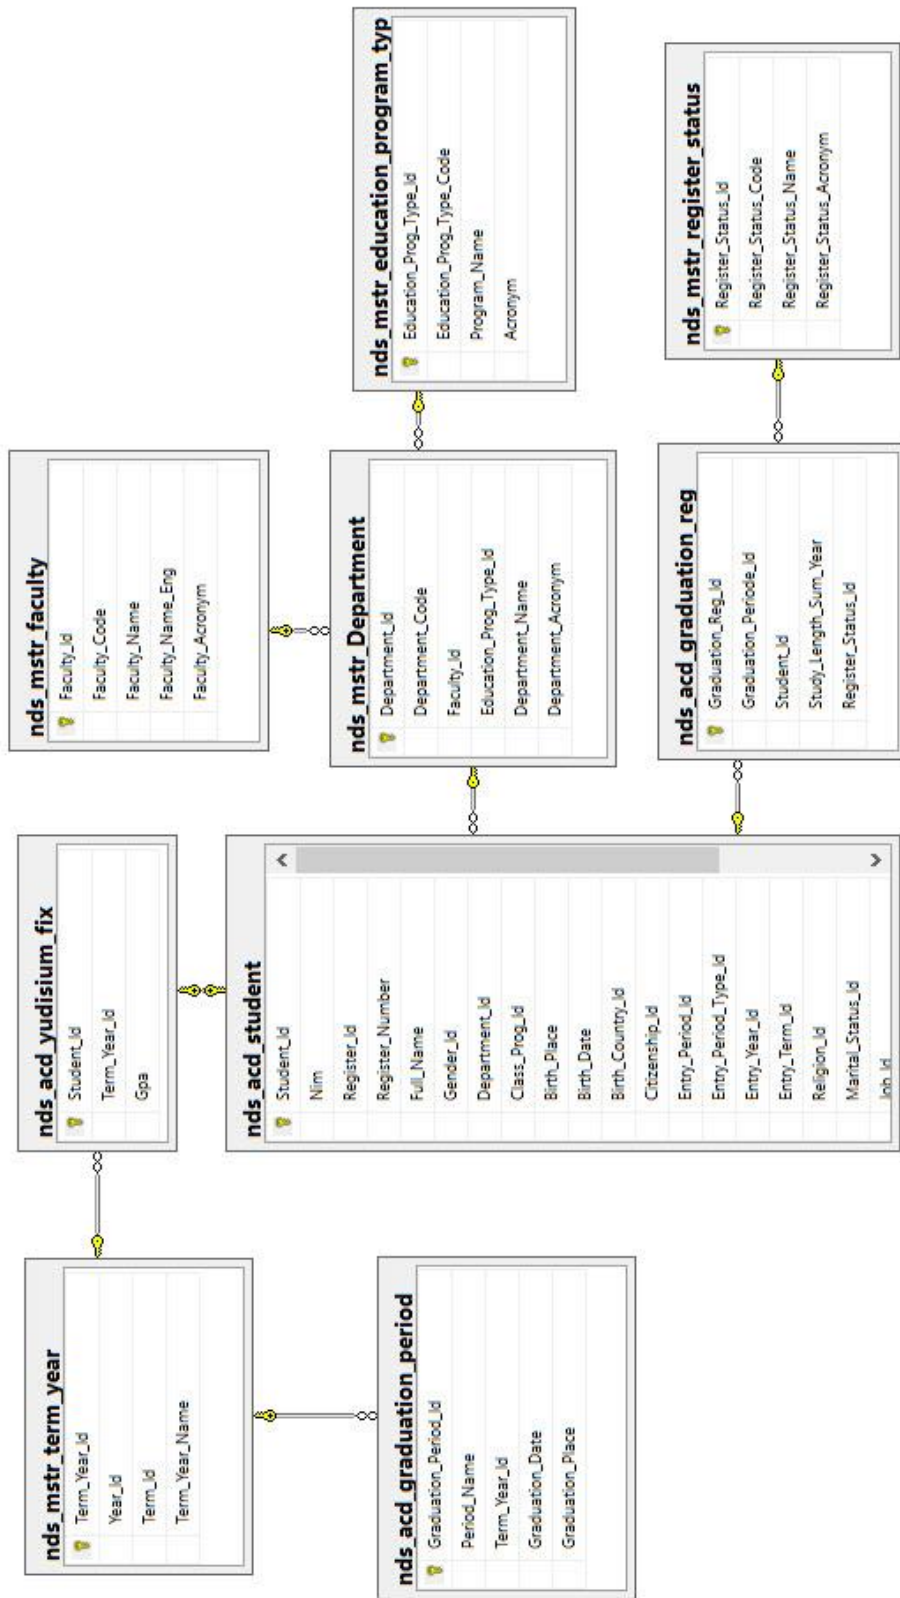 nds_mstr_term_year
Term_Year_Id
Year_Id
Term_Id
Term_Year_Name
nds_acd_yudisium_fix
Student_Id
Term_Year_Id
Gpa
nds_mstr_faculty
Faculty_Id
Faculty_Code
Faculty_Name
Faculty_Name_Eng
Faculty_Acronym
nds_acd_graduation_period
Graduation_Period_Id
Period_Name
Term_Year_Id
Graduation_Date
Graduation_Place
nds_acd_student
Student_Id
Nim
Register_Id
Register_Number
Full_Name
Gender_Id
Department_Id
Class_Prog_Id
Birth_Place
Birth_Date
Birth_Country_Id
Citizenship_Id
Entry_Period_Id
Entry_Period_Type_Id
Entry_Year_Id
Entry_Term_Id
Religion_Id
Marital_Status_Id
Job_Id
nds_mstr_Department
Department_Id
Department_Code
Faculty_Id
Education_Prog_Type_Id
Department_Name
Department_Acronym
nds_mstr_education_program_typ
Education_Prog_Type_Id
Education_Prog_Type_Code
Program_Name
Acronym
nds_acd_graduation_reg
Graduation_Reg_Id
Graduation_Periode_Id
Student_Id
Study_Length_Sum_Year
Register_Status_Id
nds_mstr_register_status
Register_Status_Id
Register_Status_Code
Register_Status_Name
Register_Status_Acronym